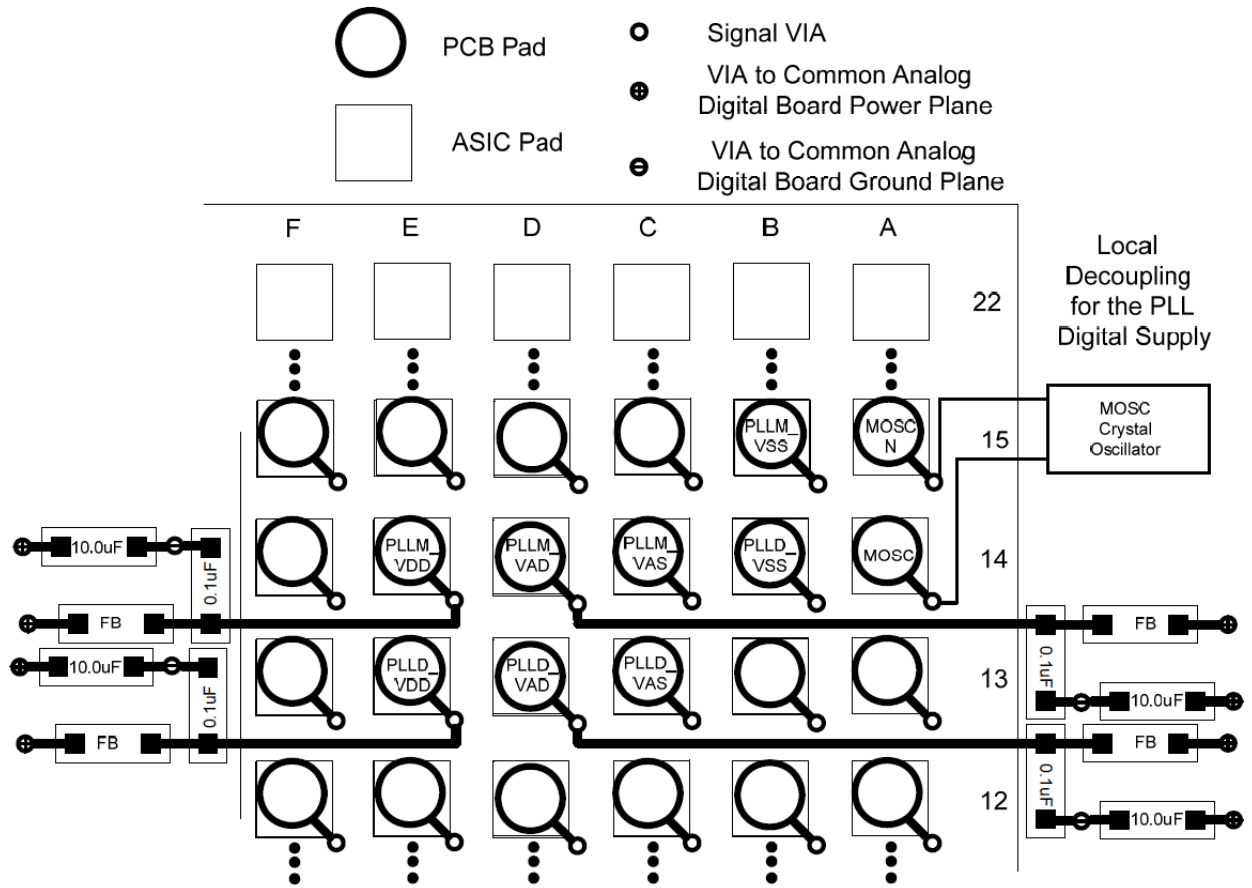 PCB Pad
Signal VIA
VIA to Common Analog
Digital Board Power Plane
ASIC Pad
VIA to Common Analog
Digital Board Ground Plane
F E D C B A
Local
Decoupling
for the PLL
Digital Supply
22
PLLM_
VSS
MOSC
N
15
MOSC
Crystal
Oscillator
10.0uF
0.1uF
PLLM_
VDD
PLLM_
VAD
PLLM_
VAS
PLLD_
VSS
MOSC
14
FB
FB
10.0uF
0.1uF
PLLD_
VDD
PLLD_
VAD
PLLD_
VAS
13
0.1uF
10.0uF
FB
FB
12
0.1uF
10.0uF